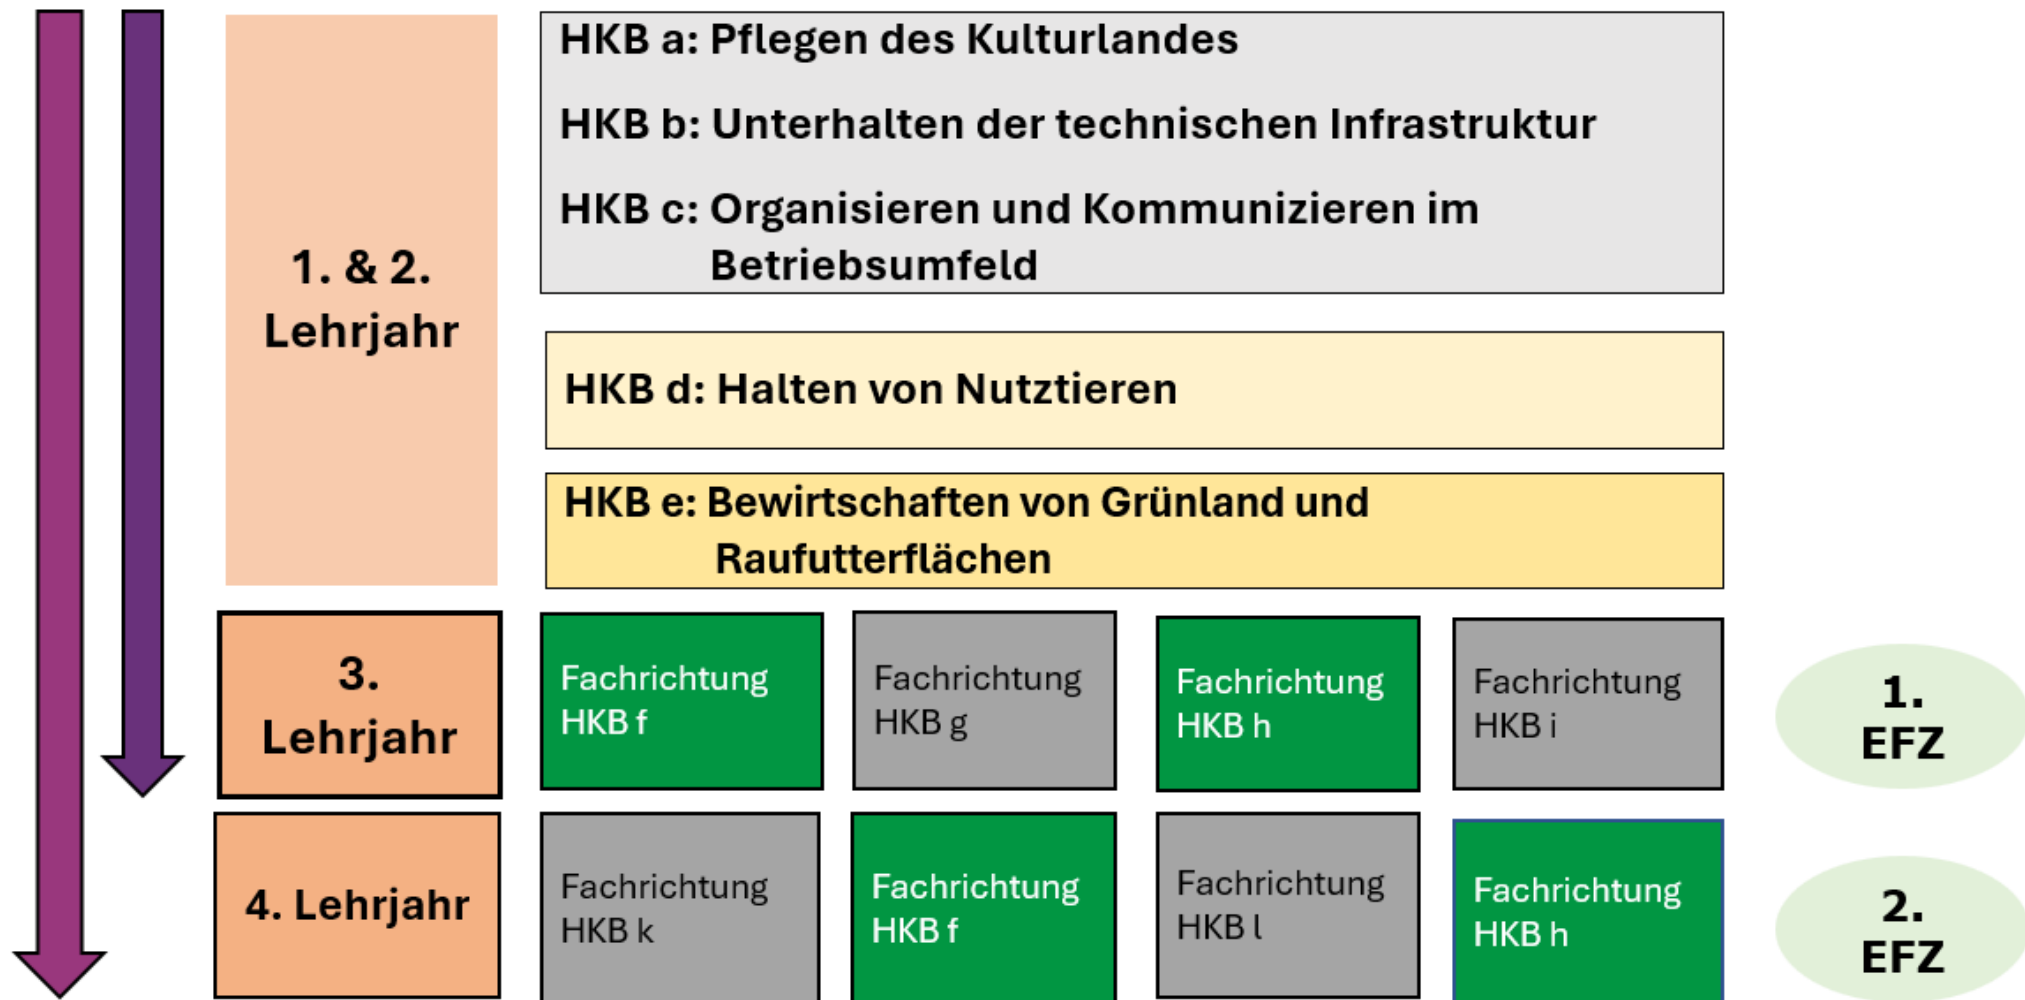 HKB a: Pflegen des Kulturlandes
HKB b: Unterhalten der technischen Infrastruktur
HKB c: Organisieren und Kommunizieren im
Betriebsumfeld
1. & 2.
Lehrjahr
HKB d: Halten von Nutztieren
HKB e: Bewirtschaften von Grünland und
Raufutterflächen
3.
Lehrjahr
Fachrichtung
HKB f
Fachrichtung
HKB g
Fachrichtung
HKB h
Fachrichtung
HKB i
1.
EFZ
4. Lehrjahr
Fachrichtung
HKB k
Fachrichtung
HKB f
Fachrichtung
HKB l
Fachrichtung
HKB h
2.
EFZ